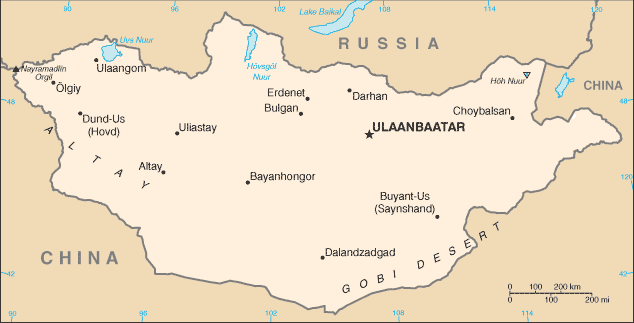 90
96
102
108
114
120
Lake Baikal
Uvs Nuur
RUSSIA
Nayramadlin
Orgil
Ulaangom
Hövsgöl
Nuur
Höh Nuur
CHINA
Ölgiy
Erdenet
Darhan
48
48
Bulgan
Choybalsan
Dund-Us
(Hovd)
Uliastay
ULAANBAATAR
ALTAY
Altay
Bayanhongor
120
Buyant-Us
(Saynshand)
CHINA
Dalandzadgad
GOBI DESERT
42
42
0 100 200 km
0 100 200 mi
90
96
102
108
114